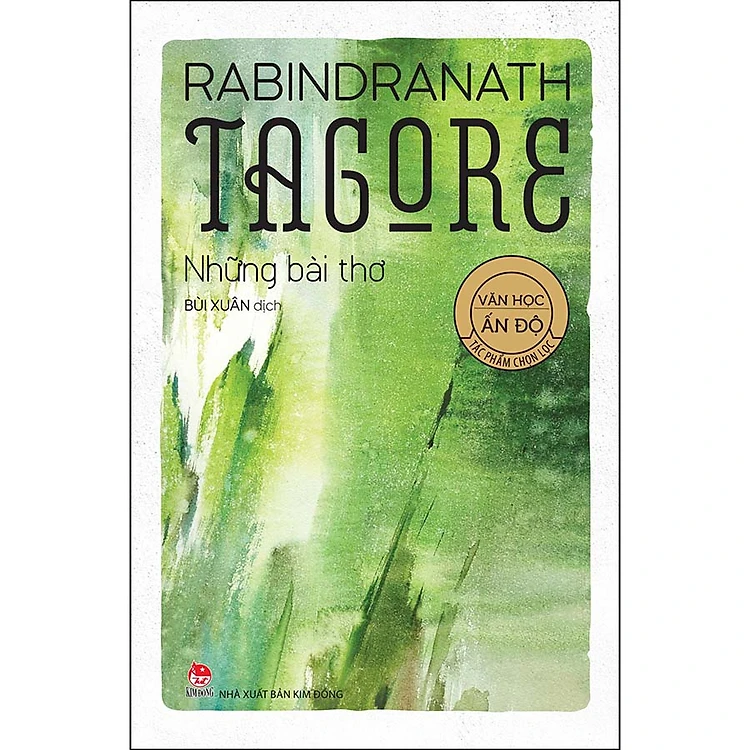 RABINDRANATH
TAGORE
Những bài thơ
BÙI XUÂN dịch
VĂN HỌC
ẤN ĐỘ
TÁC PHẨM CHỌN LỌC
KIM ĐỒNG
NHÀ XUẤT BẢN KIM ĐỒNG